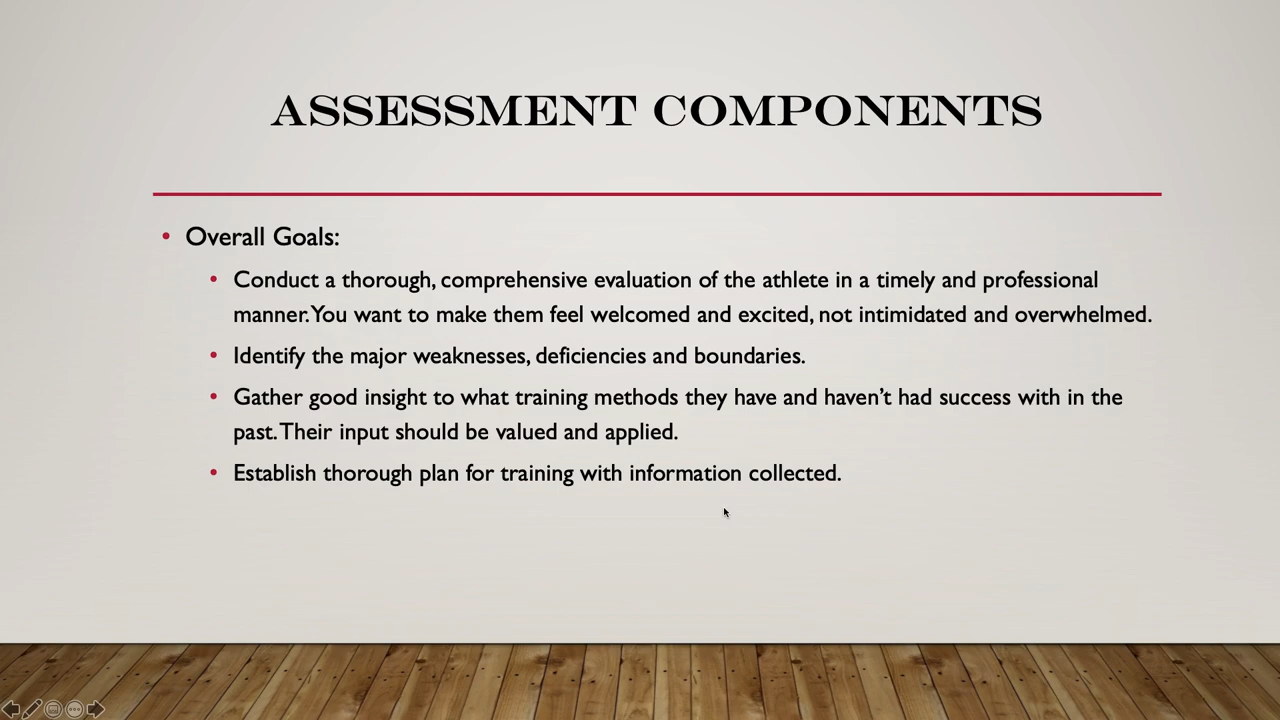 ASSESSMENT COMPONENTS
• Overall Goals:
• Conduct a thorough, comprehensive evaluation of the athlete in a timely and professional
manner. You want to make them feel welcomed and excited, not intimidated and overwhelmed.
• Identify the major weaknesses, deficiencies and boundaries.
• Gather good insight to what training methods they have and haven’t had success with in the
past. Their input should be valued and applied.
• Establish thorough plan for training with information collected.